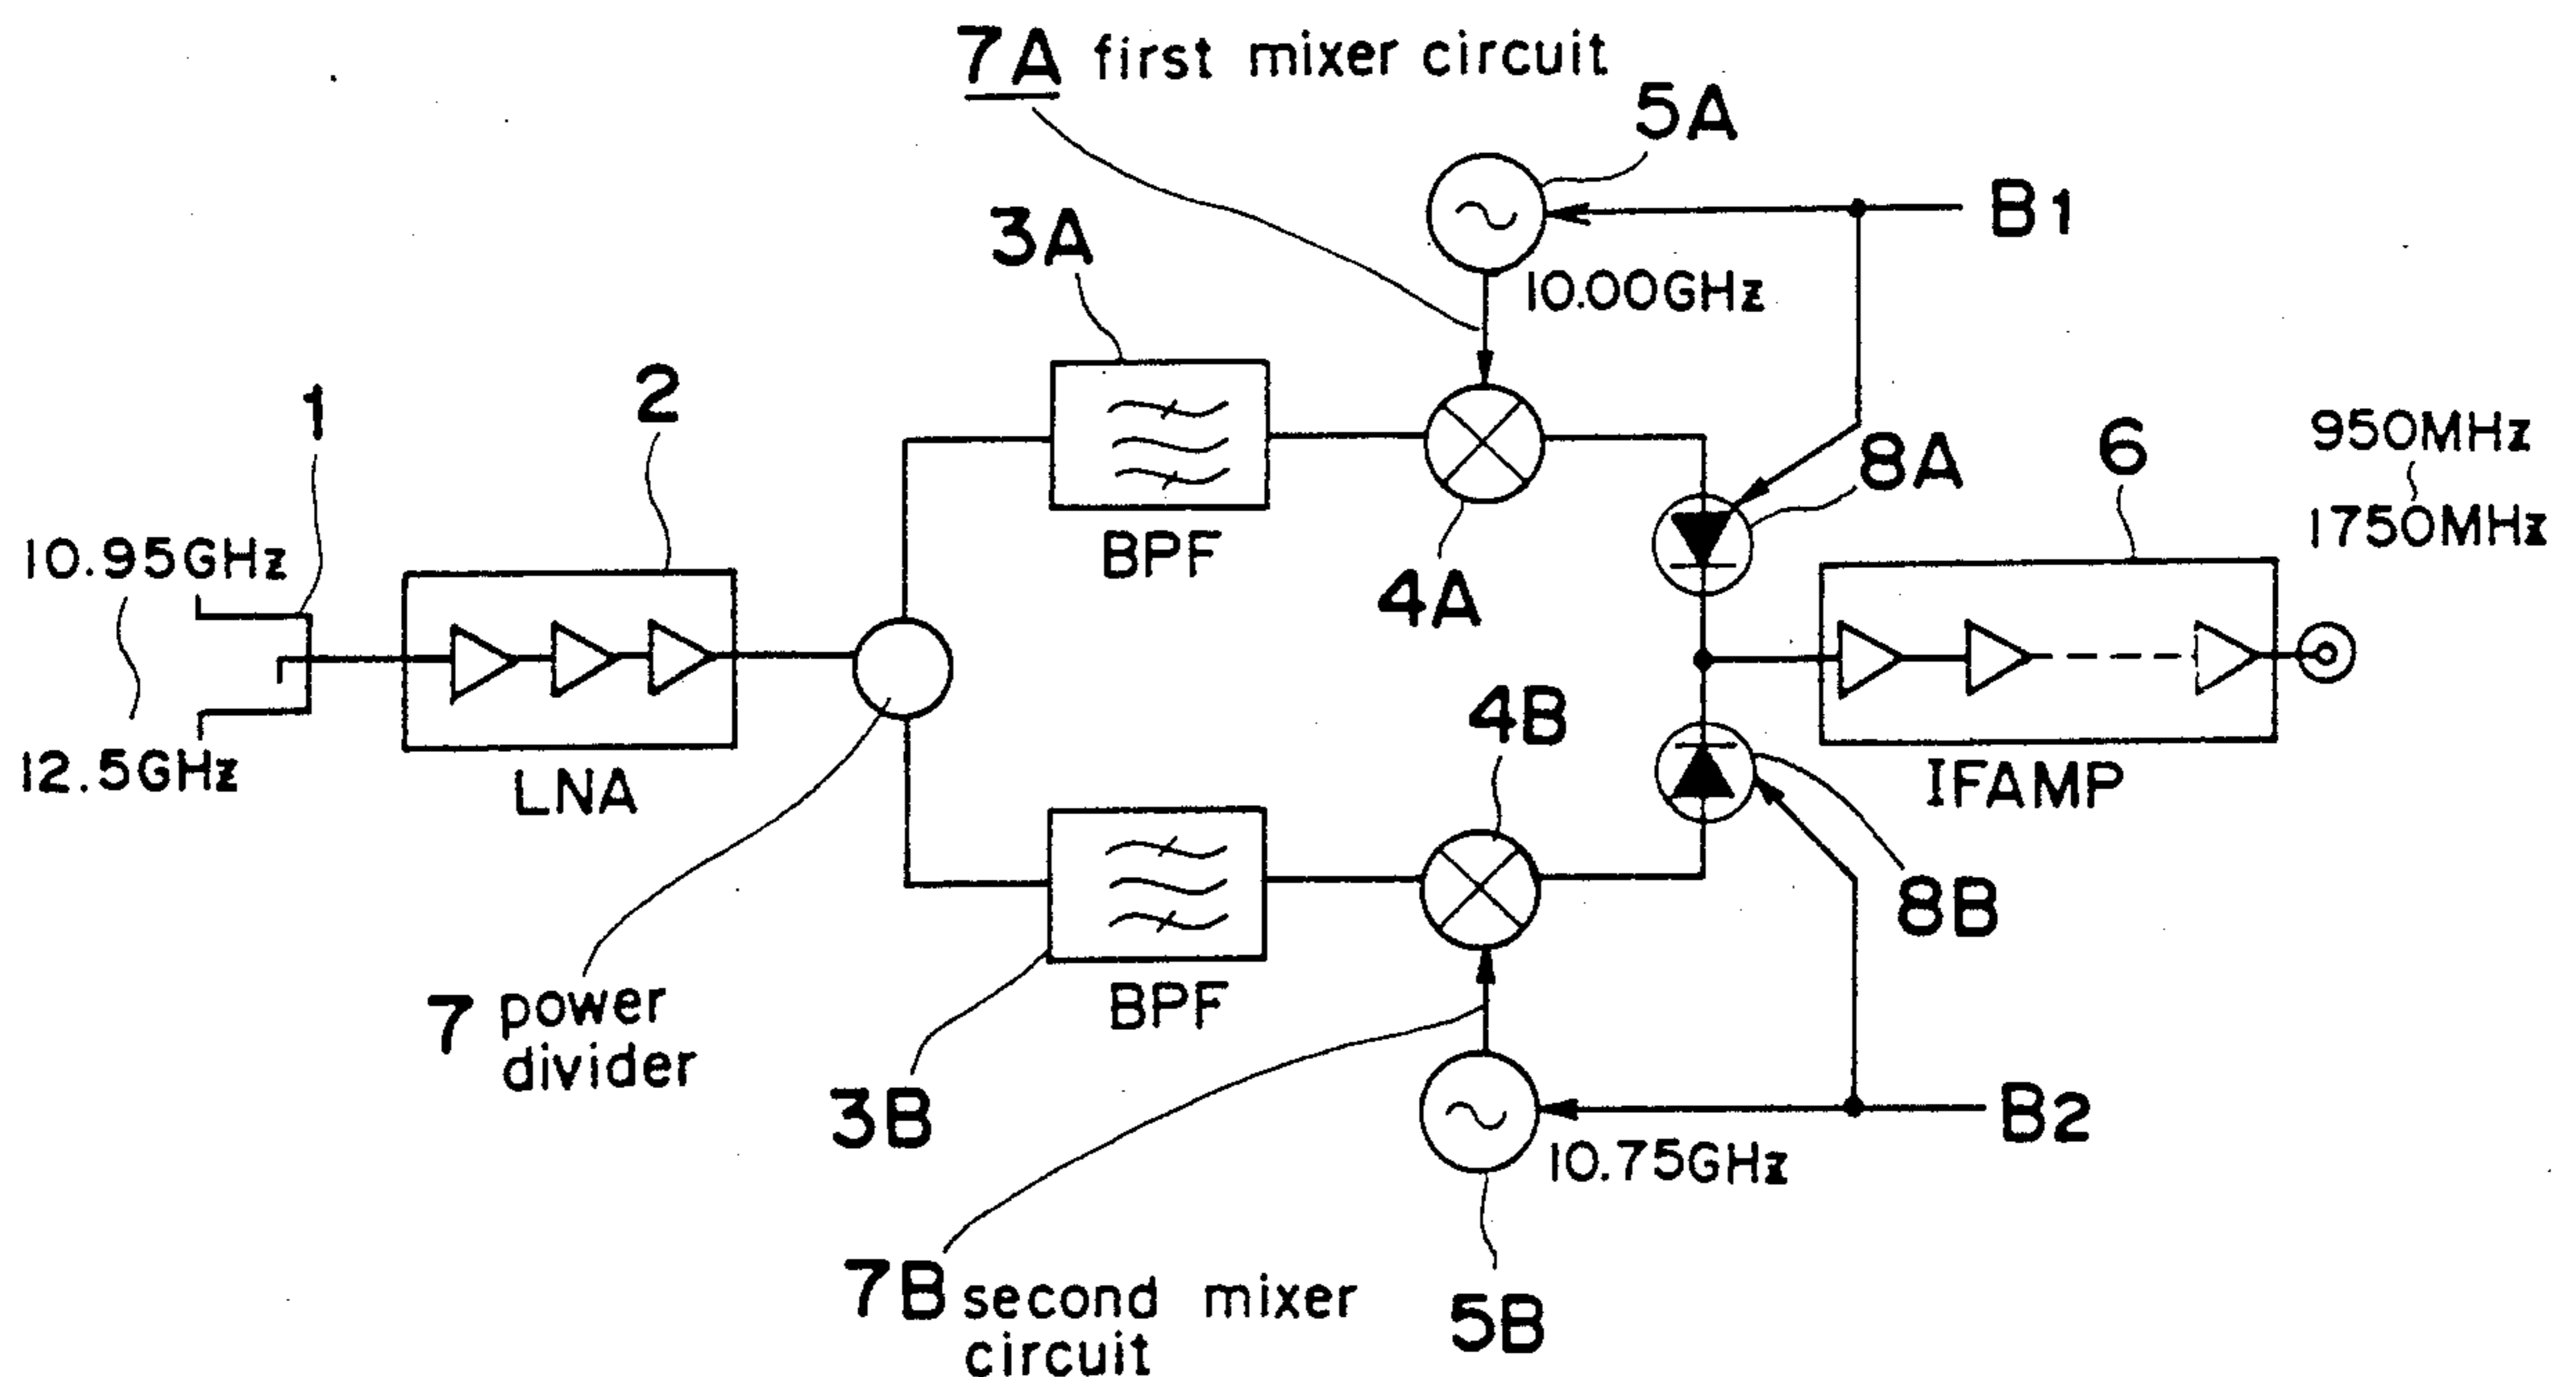 7A first mixer circuit
5A
B1
3A
10.00GHz
1
2
950MHz
1750MHz
6
8A
BPF
4A
10.95GHz
12.5GHz
LNA
4B
IFAMP
8B
7 power
divider
BPF
3B
B2
10.75GHz
7B second mixer
circuit
5B